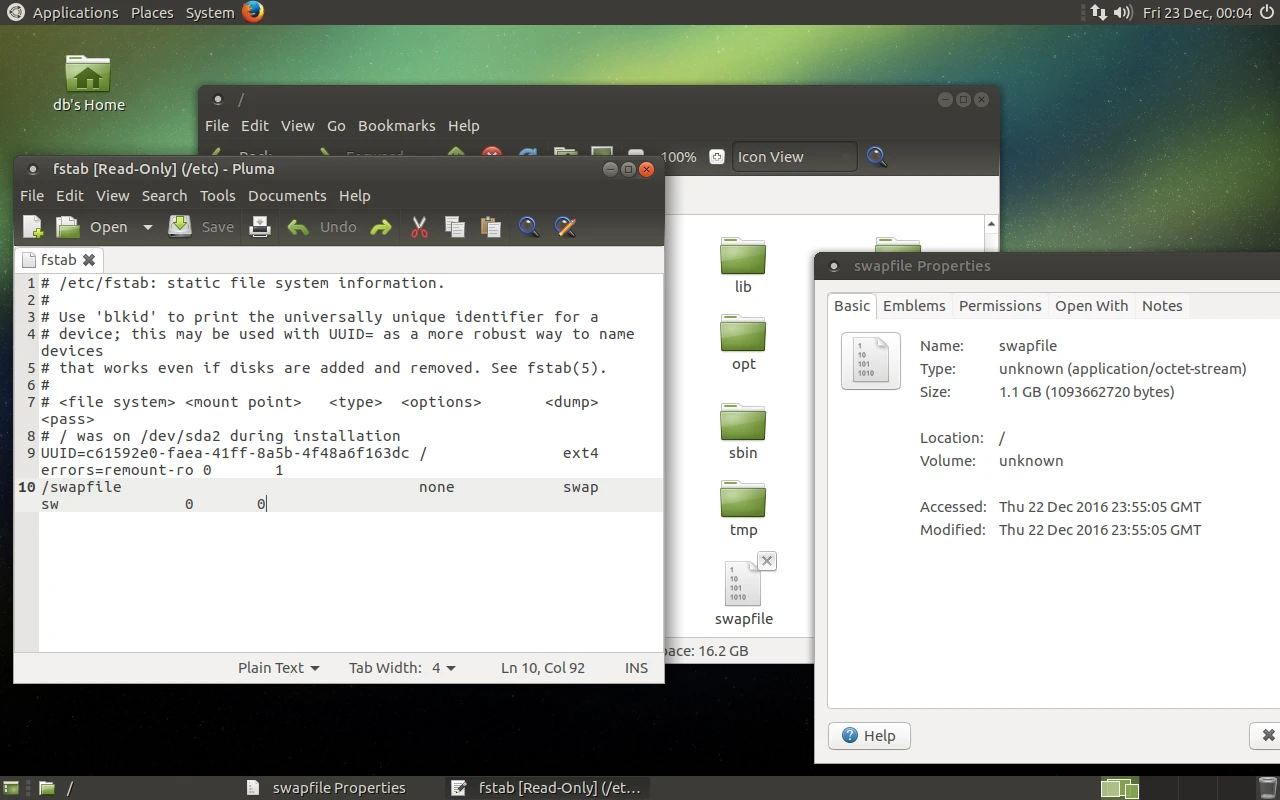 Applications Places System
Fri 23 Dec, 00:04
db's Home
/
File Edit View Go Bookmarks Help
100% Icon View
fstab [Read-Only] (/etc) - Pluma
File Edit View Search Tools Documents Help
Open Save Undo
fstab
1 # /etc/fstab: static file system information.
2 #
3 # Use 'blkid' to print the universally unique identifier for a
4 # device; this may be used with UUID= as a more robust way to name
devices
5 # that works even if disks are added and removed. See fstab(5).
6 #
7 # <file system> <mount point>   <type>  <options>       <dump>
<pass>
8 # / was on /dev/sda2 during installation
9 UUID=c61592e0-faea-41ff-8a5b-4f48a6f163dc /               ext4
errors=remount-ro 0       1
10 /swapfile                                 none            swap
sw              0       0
Plain Text Tab Width: 4 Ln 10, Col 92 INS
lib
opt
sbin
tmp
1
10
101
1010
swapfile
pace: 16.2 GB
swapfile Properties
Basic Emblems Permissions Open With Notes
1
10
101
1010
Name: swapfile
Type: unknown (application/octet-stream)
Size: 1.1 GB (1093662720 bytes)
Location: /
Volume: unknown
Accessed: Thu 22 Dec 2016 23:55:05 GMT
Modified: Thu 22 Dec 2016 23:55:05 GMT
Help
/
swapfile Properties
fstab [Read-Only] (/et...